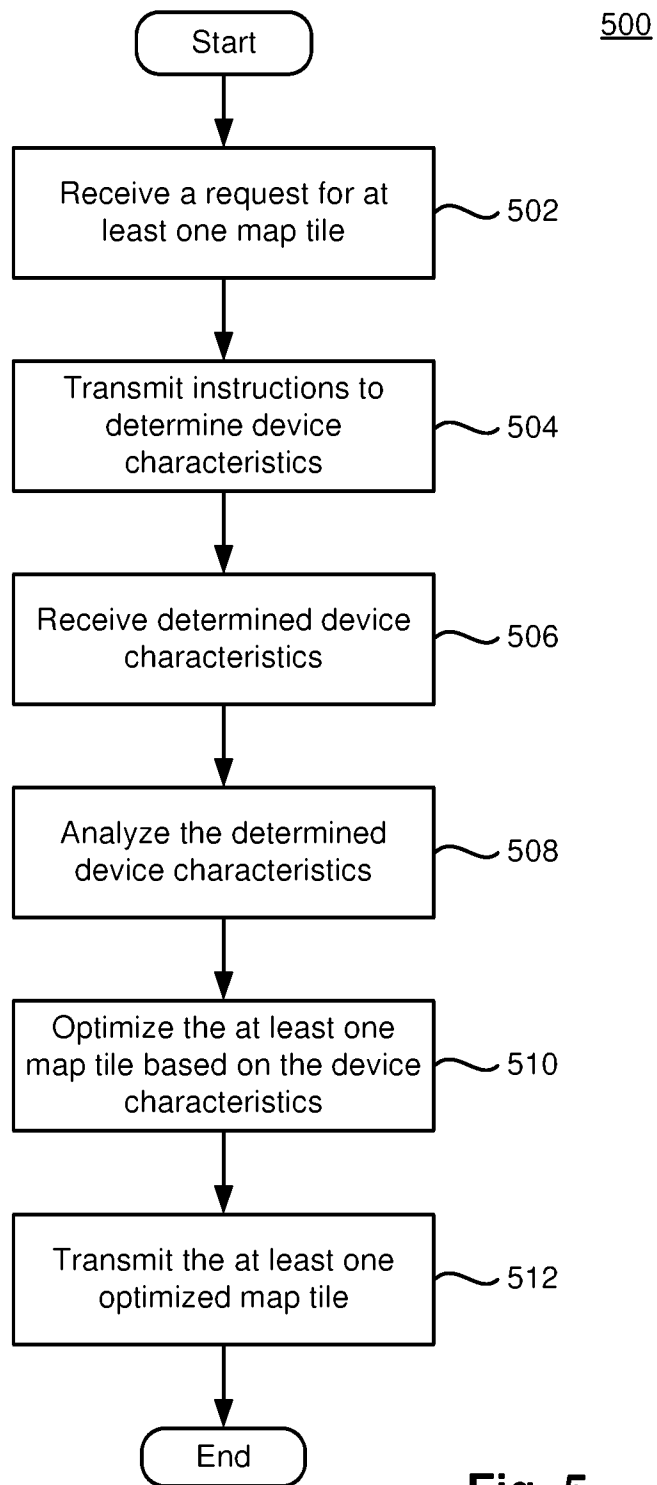 500
Start
Receive a request for at
least one map tile
502
Transmit instructions to
determine device
characteristics
504
Receive determined device
characteristics
506
Analyze the determined
device characteristics
508
Optimize the at least one
map tile based on the device
characteristics
510
Transmit the at least one
optimized map tile
512
End
Fig. 5